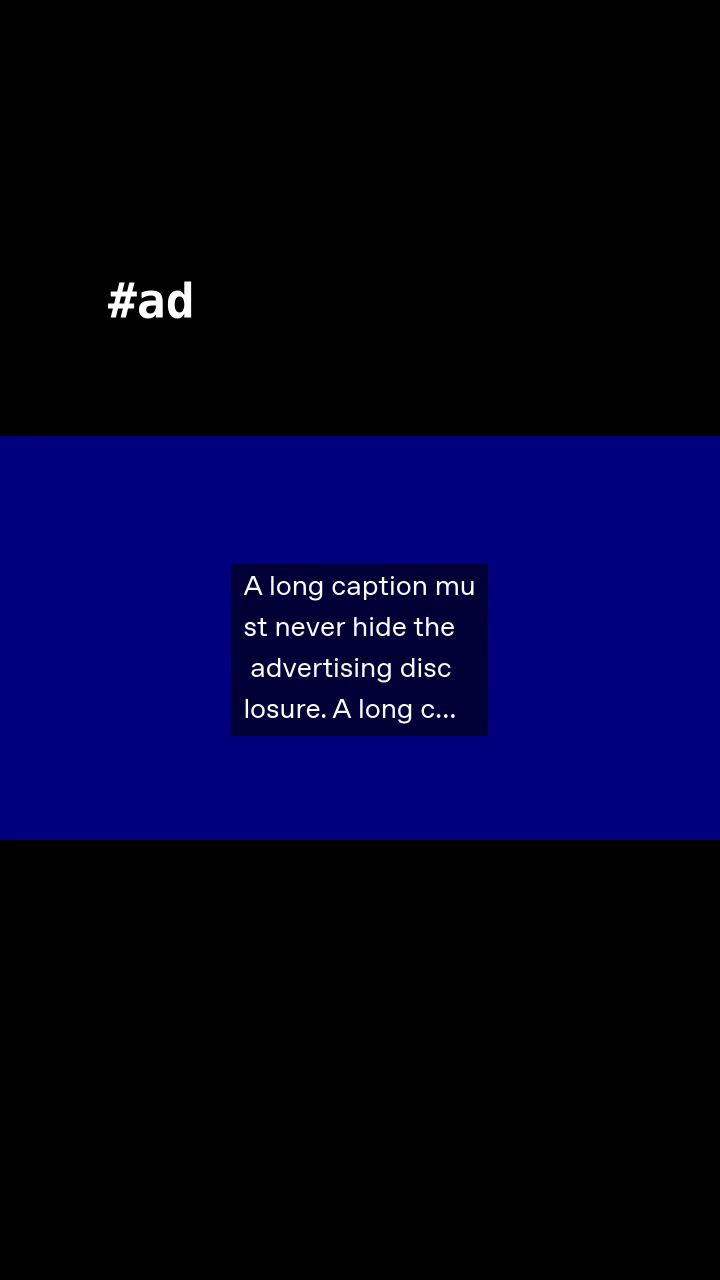 #ad
A long caption mu
st never hide the
advertising disc
losure. A long c...